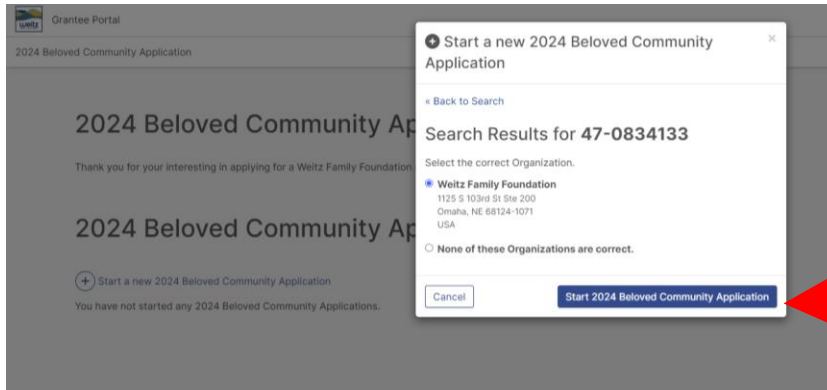 weitz
Grantee Portal
2024 Beloved Community Application
2024 Beloved Community Ap
Thank you for your interesting in applying for a Weitz Family Foundation
2024 Beloved Community Ap
Start a new 2024 Beloved Community Application
You have not started any 2024 Beloved Community Applications.
Start a new 2024 Beloved Community
Application
×
« Back to Search
Search Results for 47-0834133
Select the correct Organization.
Weitz Family Foundation
1125 S 103rd St Ste 200
Omaha, NE 68124-1071
USA
None of these Organizations are correct.
Cancel
Start 2024 Beloved Community Application